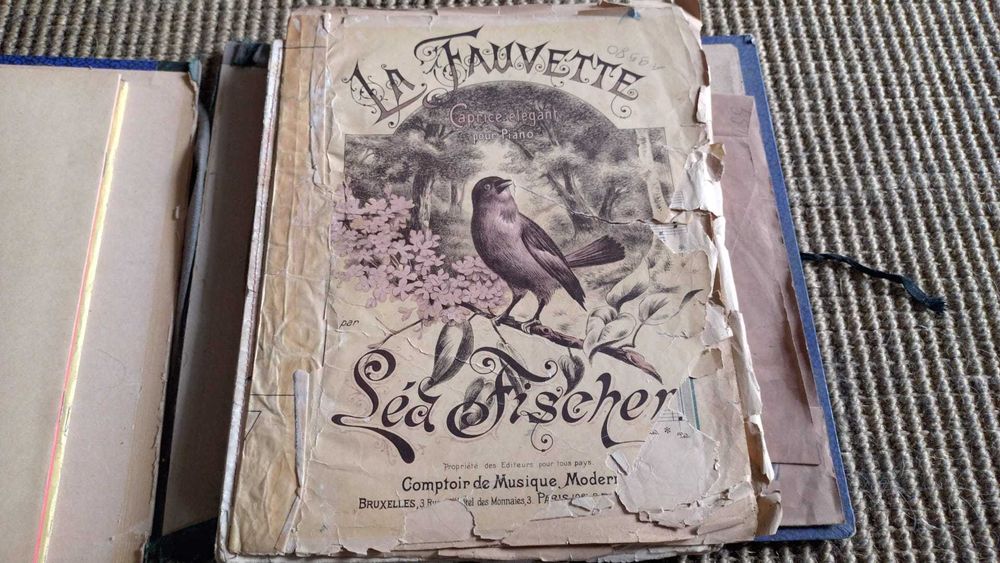 LA FAUVETTE
Caprice élégant
pour Piano
par
Léa Fischer
Propriété des Editeurs pour tous pays
Comptoir de Musique Modern
BRUXELLES, 3 des Monnaies, 3. PARIS